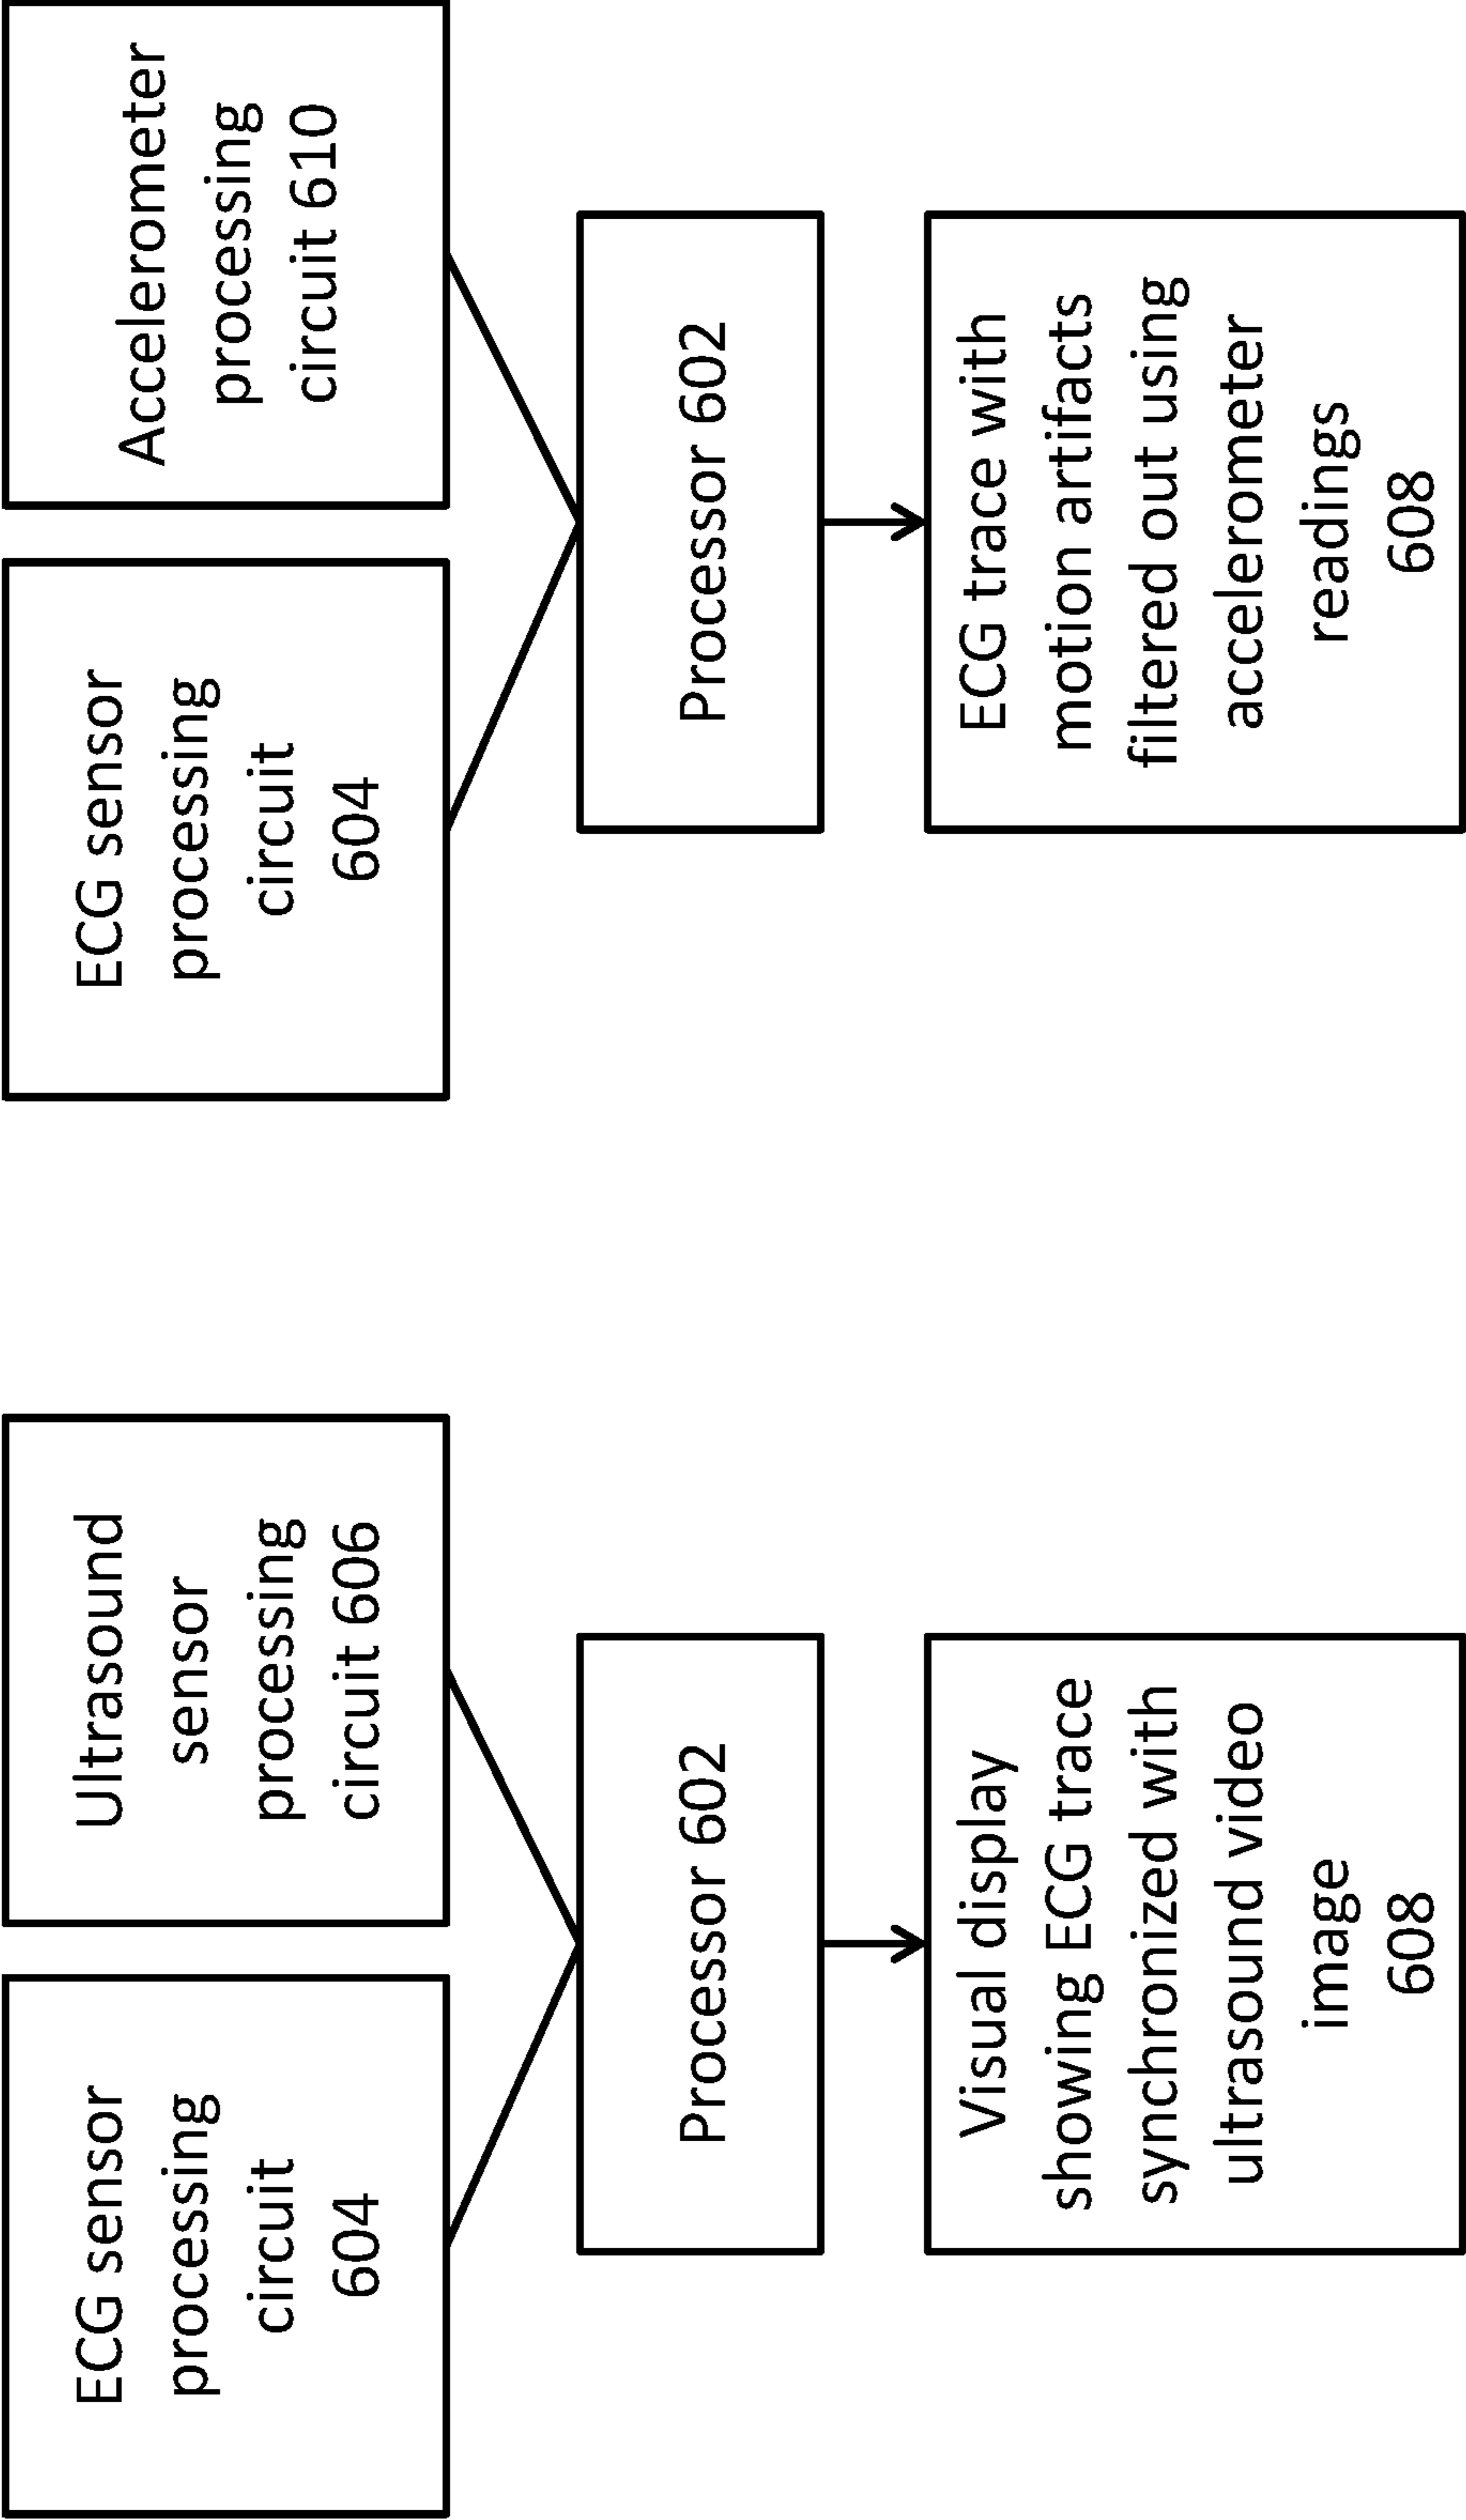 ECG sensor
processing
circuit
604
Ultrasound
sensor
processing
circuit 606
Processor 602
Visual display
showing ECG trace
synchronized with
ultrasound video
image
608
ECG sensor
processing
circuit
604
Accelerometer
processing
circuit 610
Processor 602
ECG trace with
motion artifacts
filtered out using
accelerometer
readings
608